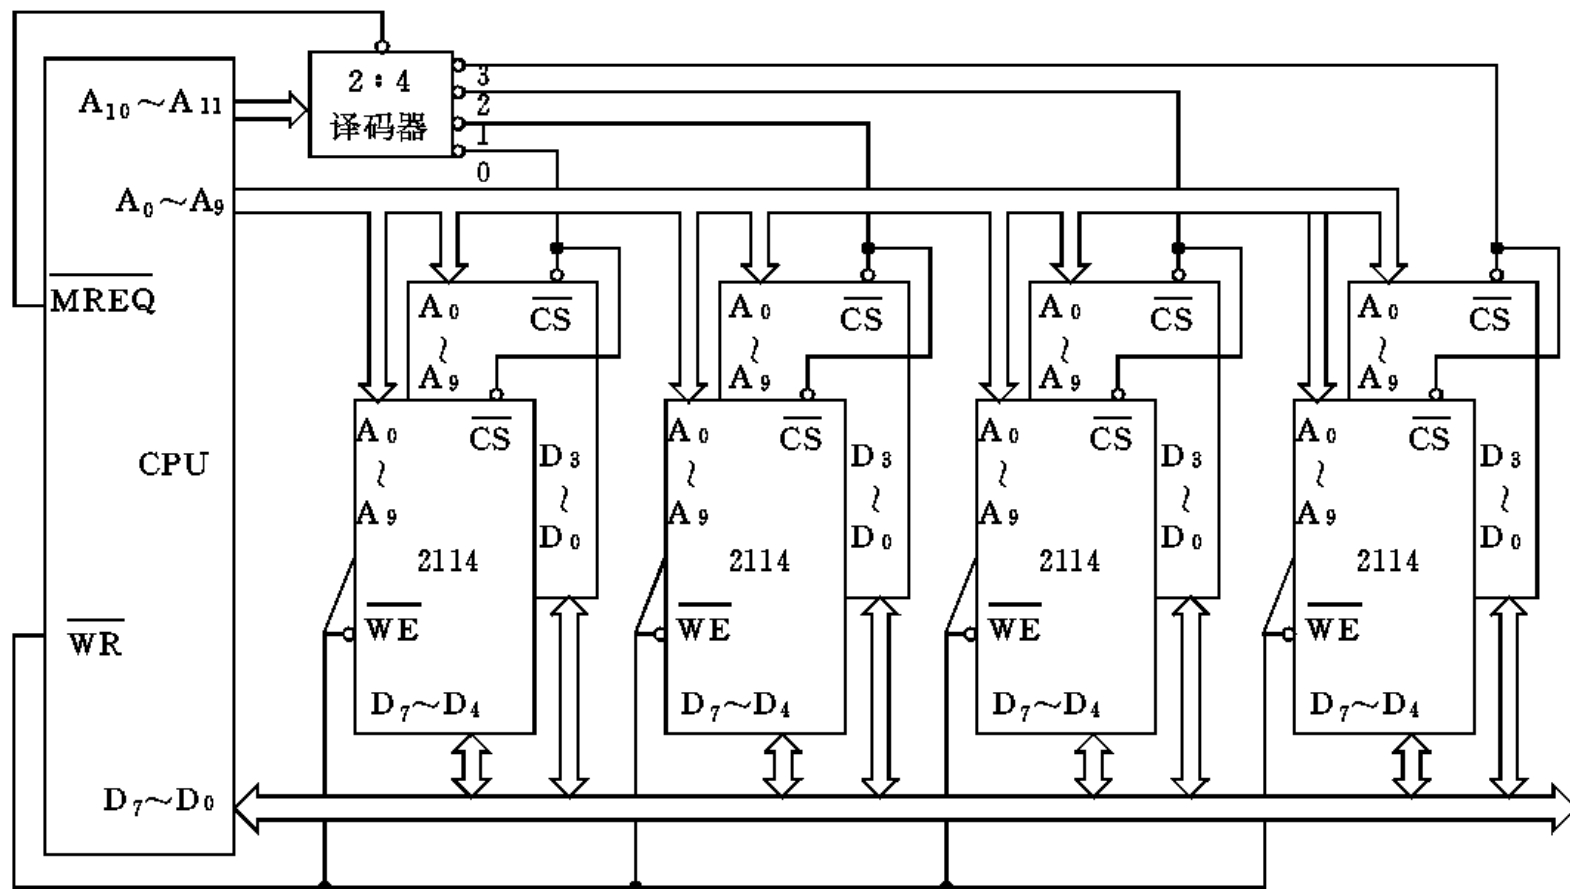 2:4
译码器
3
2
1
0
A10～A11
A0～A9
MREQ
CPU
WR
D7～D0
A0
～
A9
CS
D3
～
D0
A0
～
A9
CS
2114
WE
D7～D4
A0
～
A9
CS
D3
～
D0
A0
～
A9
CS
2114
WE
D7～D4
A0
～
A9
CS
D3
～
D0
A0
～
A9
CS
2114
WE
D7～D4
A0
～
A9
CS
D3
～
D0
A0
～
A9
CS
2114
WE
D7～D4